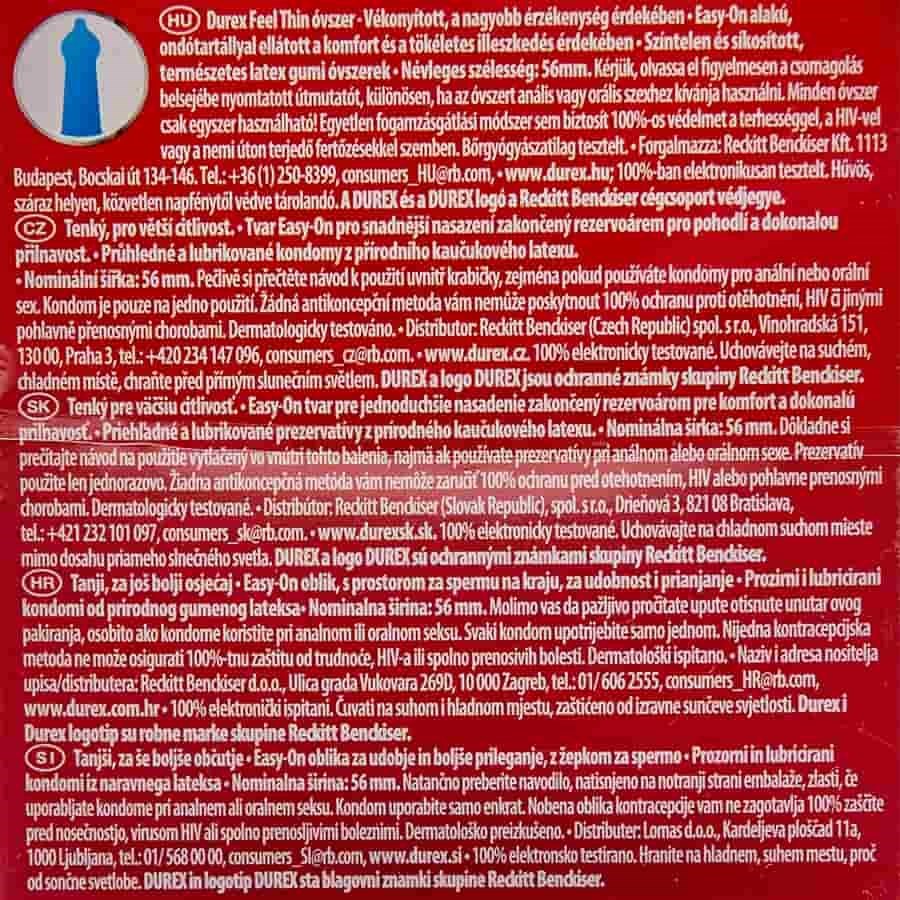 HU Durex Feel Thin óvszer • Vékonyított, a nagyobb érzékenység érdekében • Easy-On alakú,
ondótartállyal ellátott a komfort és a tökéletes illeszkedés érdekében • Színtelen és síkosított,
természetes latex gumi óvszerek • Névleges szélesség: 56mm. Kérjük, olvassa el figyelmesen a csomagolás
belsejébe nyomtatott útmutatót, különösen, ha az óvszert anális vagy orális szexhez kívánja használni. Minden óvszer
csak egyszer használható! Egyetlen fogamzásgátlási módszer sem biztosít 100%-os védelmet a terhességgel, a HIV-vel
vagy a nemi úton terjedő fertőzésekkel szemben. Bőrgyógyászatilag tesztelt. • Forgalmazza: Reckitt Benckiser Kft. 1113
Budapest, Bocskai út 134-146. Tel.: +36 (1) 250-8399, consumers_HU@rb.com, • www.durex.hu; 100%-ban elektronikusan tesztelt. Hűvös,
száraz helyen, közvetlen napfénytől védve tárolandó. A DUREX és a DUREX logó a Reckitt Benckiser cégcsoport védjegye.
CZ Tenký, pro větší citlivost. • Tvar Easy-On pro snadnější nasazení zakončený rezervoárem pro pohodlí a dokonalou
přilnavost. • Průhledné a lubrikované kondomy z přírodního kaučukového latexu.
• Nominální šířka: 56 mm. Pečlivě si přečtěte návod k použití uvnitř krabičky, zejména pokud používáte kondomy pro anální nebo orální
sex. Kondom je pouze na jedno použití. Žádná antikoncepční metoda vám nemůže poskytnout 100% ochranu proti otěhotnění, HIV či jinými
pohlavně přenosnými chorobami. Dermatologicky testováno. • Distributor: Reckitt Benckiser (Czech Republic) spol. s r.o., Vinohradská 151,
130 00, Praha 3, tel.: +420 234 147 096, consumers_cz@rb.com. • www.durex.cz. 100% elektronicky testované. Uchovávejte na suchém,
chladném místě, chraňte před přímým slunečním světlem. DUREX a logo DUREX jsou ochranné známky skupiny Reckitt Benckiser.
SK Tenký pre väčšiu citlivosť. • Easy-On tvar pre jednoduchšie nasadenie zakončený rezervoárom pre komfort a dokonalú
priľnavosť. • Priehľadné a lubrikované prezervatívy z prírodného kaučukového latexu. • Nominálna šírka: 56 mm. Dôkladne si
prečítajte návod na použitie vytlačený vo vnútri tohto balenia, najmä ak používate prezervatívy pri análnom alebo orálnom sexe. Prezervatív
použite len jednorazovo. Žiadna antikoncepčná metóda vám nemôže zaručiť 100% ochranu pred otehotnením, HIV alebo pohlavne prenosnými
chorobami. Dermatologicky testované. • Distribútor: Reckitt Benckiser (Slovak Republic), spol. s r.o., Drieňová 3, 821 08 Bratislava,
tel.: +421 232 101 097, consumers_sk@rb.com. • www.durexsk.sk. 100% elektronicky testované. Uchovávajte na chladnom suchom mieste
mimo dosahu priameho slnečného svetla. DUREX a logo DUREX sú ochrannými známkami skupiny Reckitt Benckiser.
HR Tanji, za još bolji osjećaj • Easy-On oblik, s prostorom za spermu na kraju, za udobnost i prianjanje • Prozirni i lubricirani
kondomi od prirodnog gumenog lateksa • Nominalna širina: 56 mm. Molimo vas da pažljivo pročitate upute otisnute unutar ovog
pakiranja, osobito ako kondome koristite pri analnom ili oralnom seksu. Svaki kondom upotrijebite samo jednom. Nijedna kontracepcijska
metoda ne može osigurati 100%-tnu zaštitu od trudnoće, HIV-a ili spolno prenosivih bolesti. Dermatološki ispitano. • Naziv i adresa nositelja
upisa/distributera: Reckitt Benckiser d.o.o., Ulica grada Vukovara 269D, 10 000 Zagreb, tel.: 01/ 606 2555, consumers_HR@rb.com,
www.durex.com.hr • 100% elektronički ispitani. Čuvati na suhom i hladnom mjestu, zaštićeno od izravne sunčeve svjetlosti. Durex i
Durex logotip su robne marke skupine Reckitt Benckiser.
SI Tanjši, za še boljše občutje • Easy-On oblika za udobje in boljše prileganje, z žepkom za spermo • Prozorni in lubricirani
kondomi iz naravnega lateksa • Nominalna širina: 56 mm. Natančno preberite navodilo, natisnjeno na notranji strani embalaže, zlasti, če
uporabljate kondome pri analnem ali oralnem seksu. Kondom uporabite samo enkrat. Nobena oblika kontracepcije vam ne zagotavlja 100% zaščite
pred nosečnostjo, virusom HIV ali spolno prenosljivimi boleznimi. Dermatološko preizkušeno. • Distributer: Lomas d.o.o., Kardeljeva ploščad 11a,
1000 Ljubljana, tel.: 01/ 568 00 00, consumers_SI@rb.com, www.durex.si • 100% elektronsko testirano. Hranite na hladnem, suhem mestu, proč
od sončne svetlobe. DUREX in logotip DUREX sta blagovni znamki skupine Reckitt Benckiser.